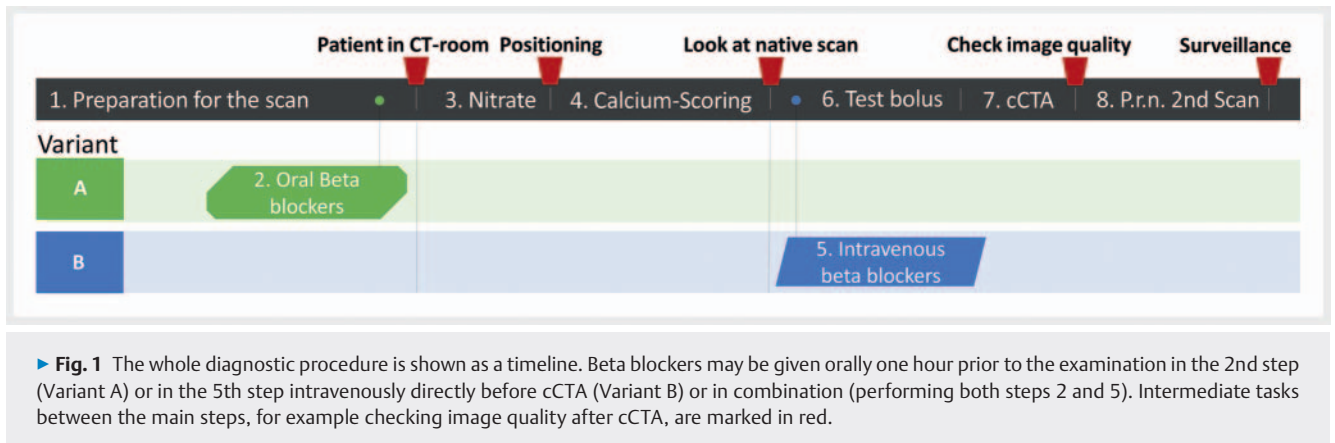 Patient in CT-room Positioning Look at native scan Check image quality Surveillance
1. Preparation for the scan 3. Nitrate 4. Calcium-Scoring 6. Test bolus 7. cCTA 8. P.r.n. 2nd Scan
Variant
A
2. Oral Beta
blockers
B
5. Intravenous
beta blockers
► Fig. 1 The whole diagnostic procedure is shown as a timeline. Beta blockers may be given orally one hour prior to the examination in the 2nd step
(Variant A) or in the 5th step intravenously directly before cCTA (Variant B) or in combination (performing both steps 2 and 5). Intermediate tasks
between the main steps, for example checking image quality after cCTA, are marked in red.